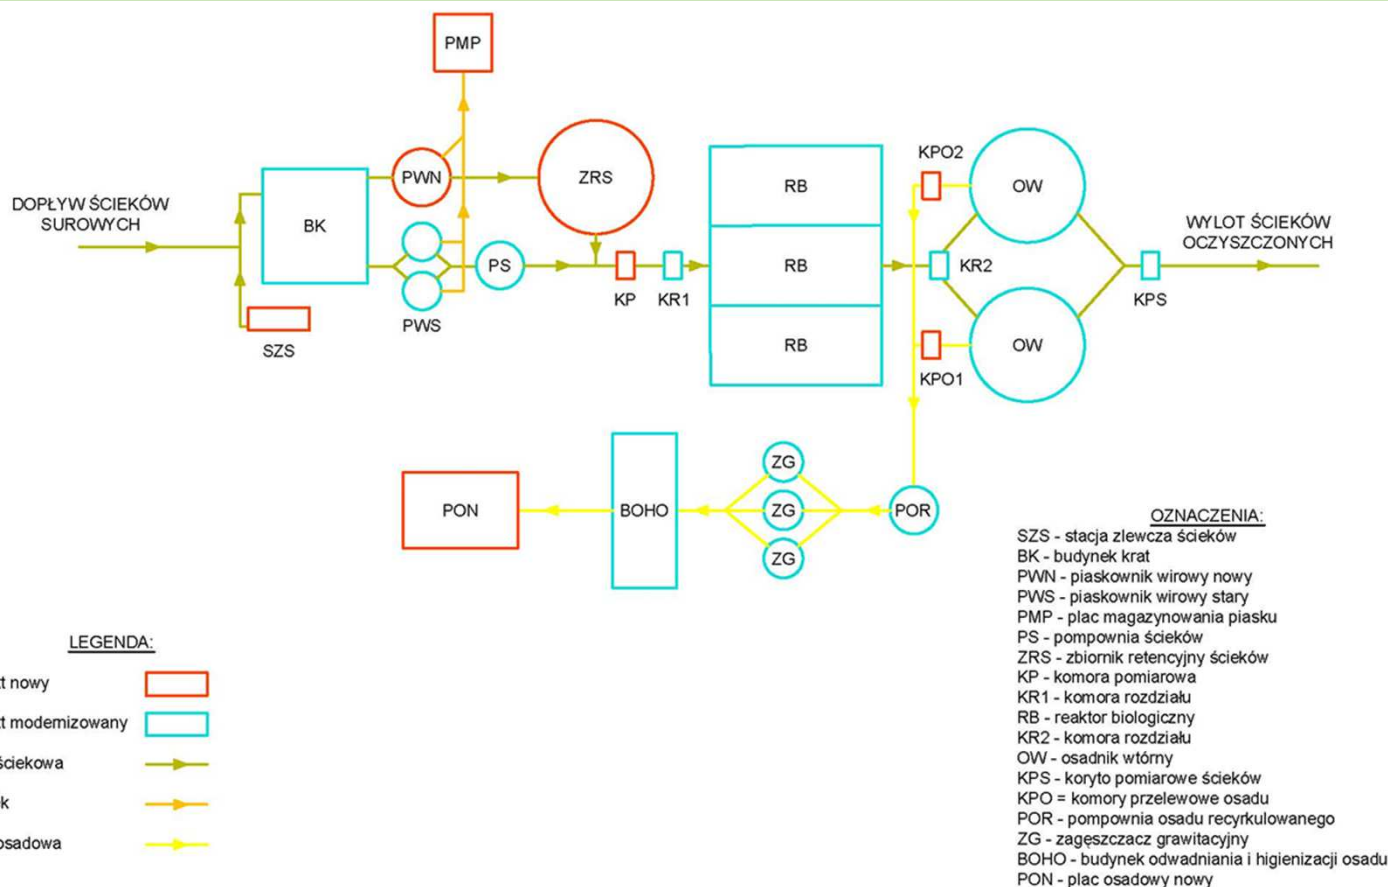 PMP
KPO2
PWN
ZRS
RB
OW
DOPŁYW ŚCIEKÓW
SUROWYCH
BK
WYLOT ŚCIEKÓW
OCZYSZCZONYCH
PS
RB
KR2
KP
KR1
KPS
PWS
SZS
RB
OW
KPO1
ZG
PON
BOHO
ZG
POR
ZG
OZNACZENIA:
SZS - stacja zlewcza ścieków
BK - budynek krat
PWN - piaskownik wirowy nowy
PWS - piaskownik wirowy stary
PMP - plac magazynowania piasku
PS - pompownia ścieków
ZRS - zbiornik retencyjny ścieków
KP - komora pomiarowa
KR1 - komora rozdziału
RB - reaktor biologiczny
KR2 - komora rozdziału
OW - osadnik wtórny
KPS - koryto pomiarowe ścieków
KPO = komory przelewowe osadu
POR - pompownia osadu recyrkulowanego
ZG - zagęszczacz grawitacyjny
BOHO - budynek odwadniania i higienizacji osadu
PON - plac osadowy nowy
LEGENDA:
nowy
modernizowany